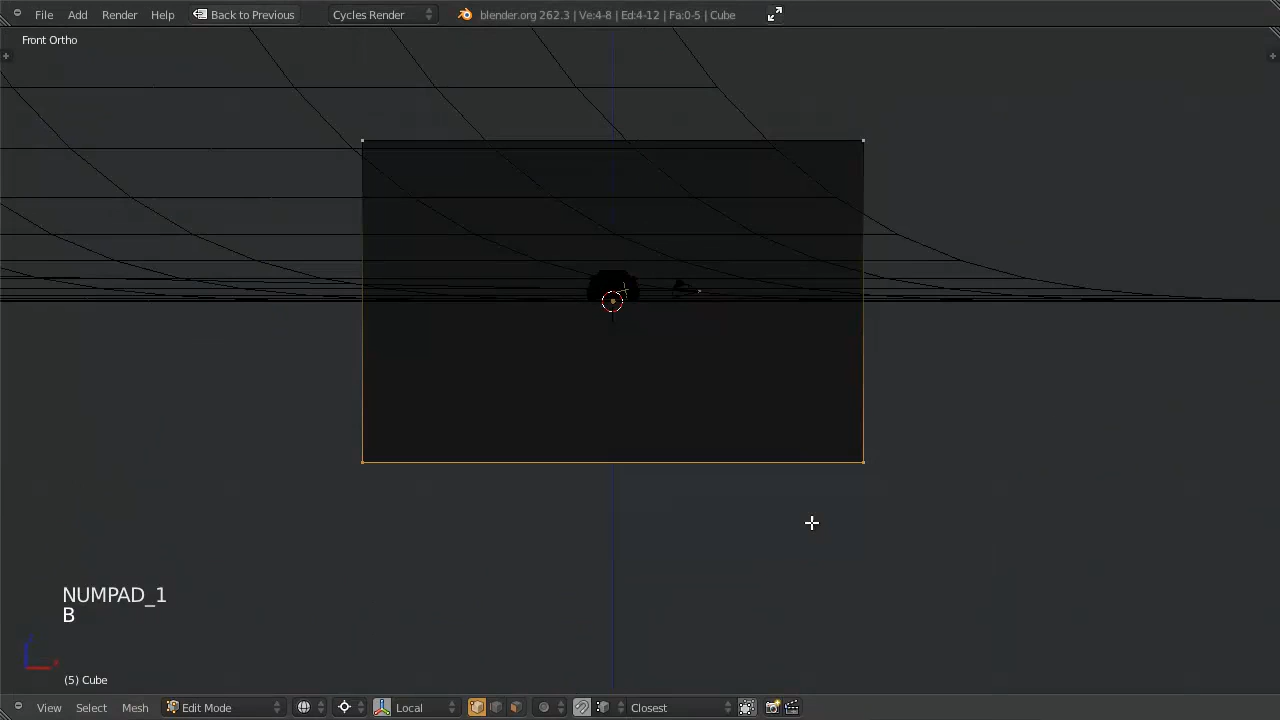 File Add Render Help Back to Previous Cycles Render blender.org 262.3 | Ve:4-8 | Ed:4-12 | Fa:0-5 | Cube
Front Ortho
NUMPAD_1
B
(5) Cube
View Select Mesh Edit Mode Local Closest